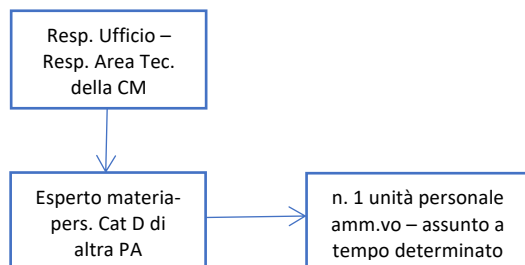 Resp. Ufficio –
Resp. Area Tec.
della CM
Esperto materia-
pers. Cat D di
altra PA
n. 1 unità personale
amm.vo – assunto a
tempo determinato